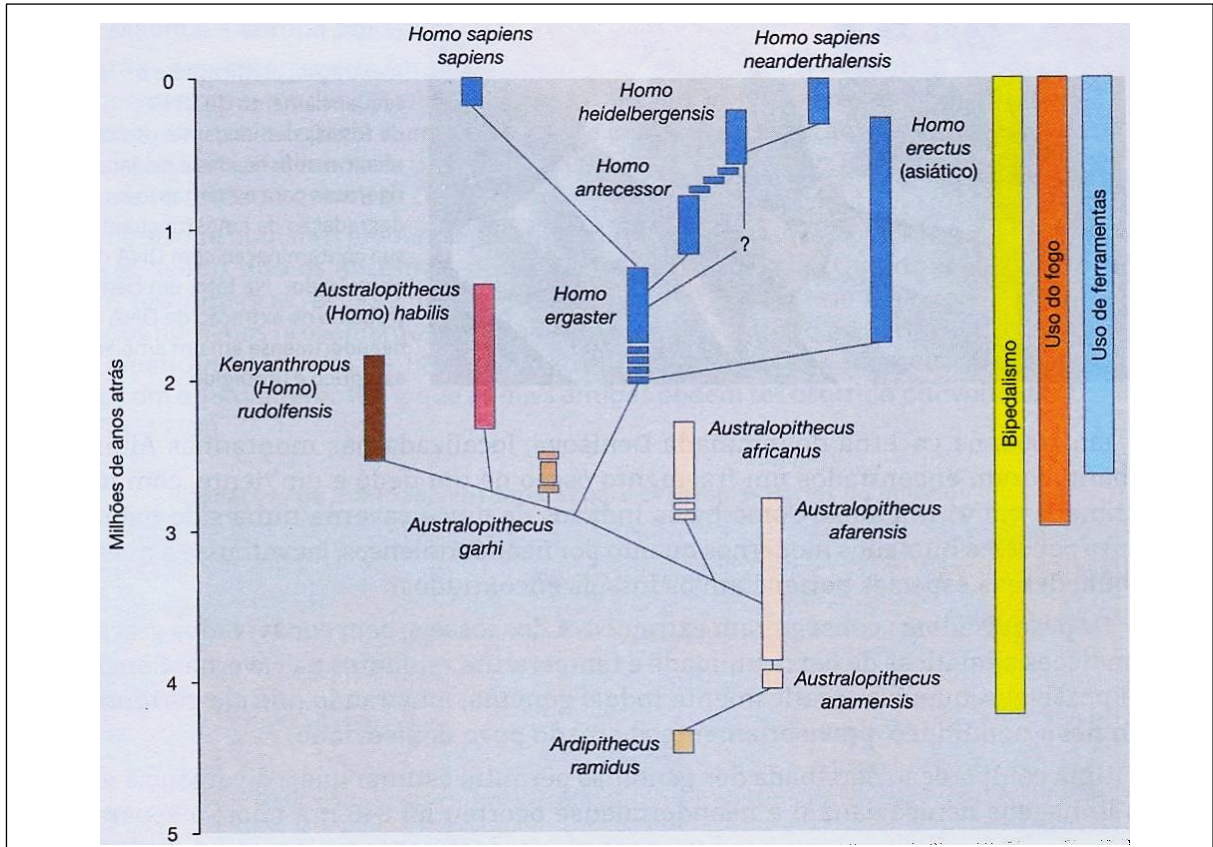 Homo sapiens
sapiens
Homo sapiens
neanderthalensis
0
Homo
heidelbergensis
Homo
erectus
(asiático)
Homo
antecessor
1
?
Australopithecus
(Homo) habilis
Homo
ergaster
Kenyanthropus
(Homo)
rudolfensis
2
Australopithecus
africanus
Australopithecus
garhi
Australopithecus
afarensis
3
4
Australopithecus
anamensis
Ardipithecus
ramidus
5
Milhões de anos atrás
Bipedalismo
Uso do fogo
Uso de ferramentas